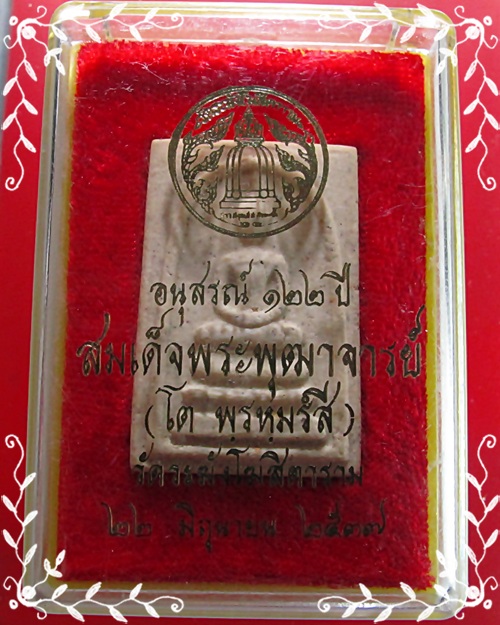 อนุสรณ์ ๑๒๒ ปี
สมเด็จพระพุฒาจารย์
(โต พฺรหฺมรํสี)
วัดระฆังโฆสิตาราม
๒๒ มิถุนายน ๒๕๓๗